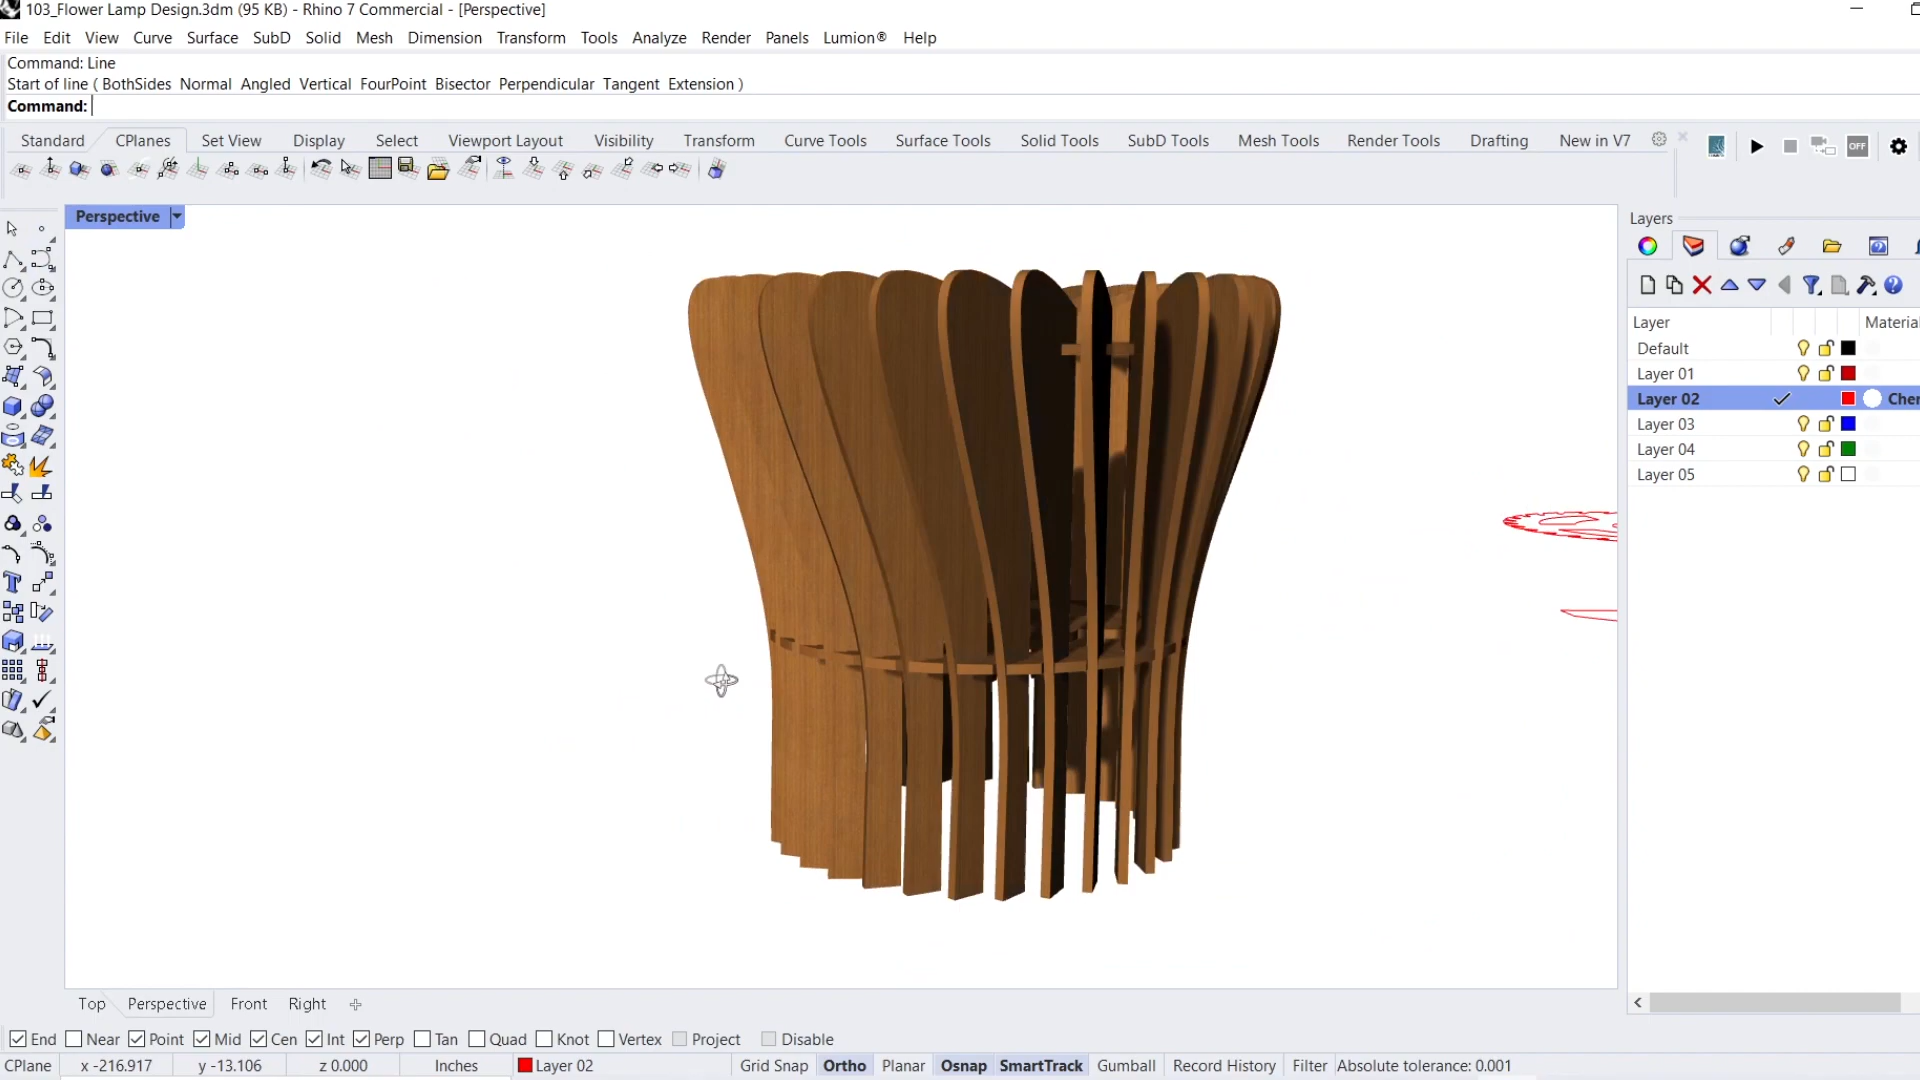 103_Flower Lamp Design.3dm (95 KB) - Rhino 7 Commercial - [Perspective]
File Edit View Curve Surface SubD Solid Mesh Dimension Transform Tools Analyze Render Panels Lumion® Help
Command: Line
Start of line ( BothSides Normal Angled Vertical FourPoint Bisector Perpendicular Tangent Extension )
Command:
Standard CPlanes Set View Display Select Viewport Layout Visibility Transform Curve Tools Surface Tools Solid Tools SubD Tools Mesh Tools Render Tools Drafting New in V7
OFF
Perspective
Layers
Layer Material
Default
Layer 01
Layer 02 Cher
Layer 03
Layer 04
Layer 05
Top Perspective Front Right
End Near Point Mid Cen Int Perp Tan Quad Knot Vertex Project Disable
CPlane x -216.917 y -13.106 z 0.000 Inches Layer 02 Grid Snap Ortho Planar Osnap SmartTrack Gumball Record History Filter Absolute tolerance: 0.001